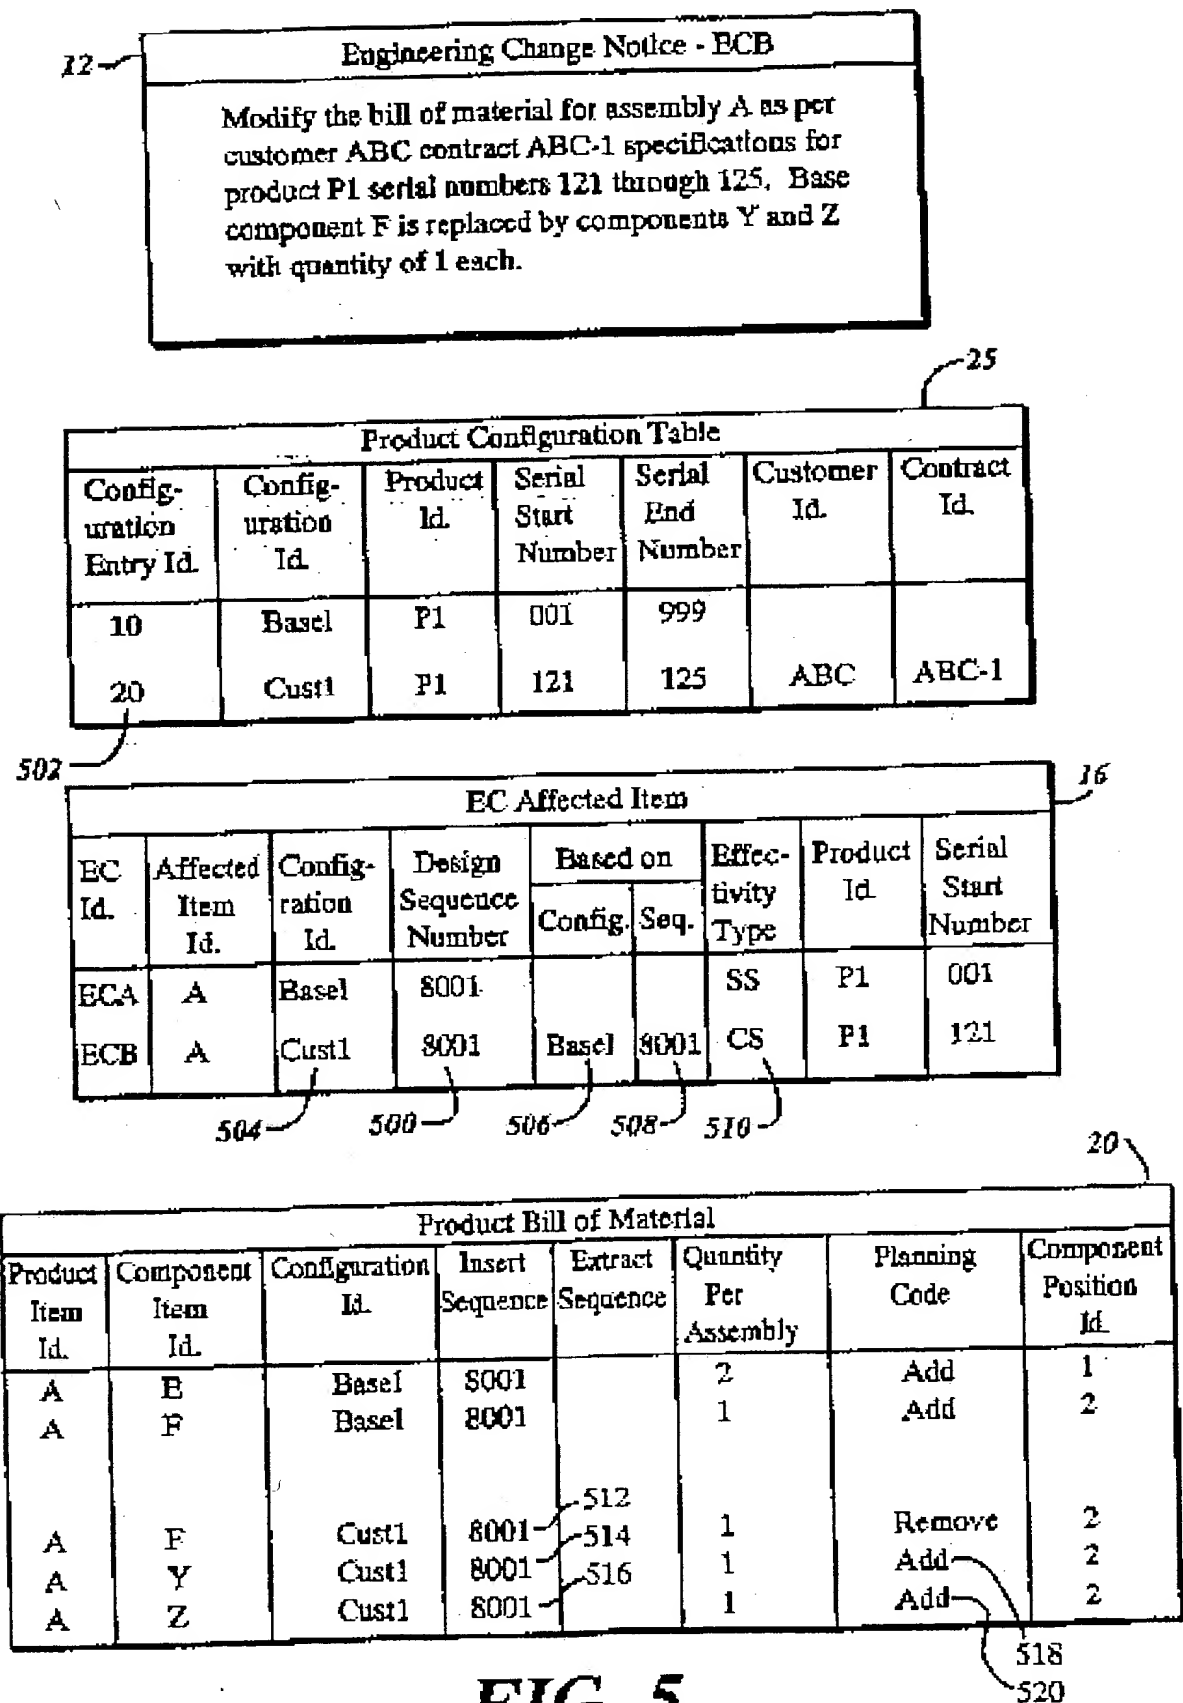 12
Engineering Change Notice - ECB
Modify the bill of material for assembly A as per
customer ABC contract ABC-1 specifications for
product P1 serial numbers 121 through 125. Base
component F is replaced by components Y and Z
with quantity of 1 each.
25
Product Configuration Table
Config-uration Entry Id. Config-uration Id. Product Id. Serial Start Number Serial End Number Customer Id. Contract Id.
10 Base1 P1 001 999
20 Cust1 P1 121 125 ABC ABC-1
502
16
EC Affected Item
EC Id. Affected Item Id. Config-ration Id. Design Sequence Number Based on Config. Seq. Effec-tivity Type Product Id. Serial Start Number
ECA A Base1 8001 SS P1 001
ECB A Cust1 8001 Base1 8001 CS P1 121
504 500 506 508 510
20
Product Bill of Material
Product Item Id. Component Item Id. Configuration Id. Insert Sequence Extract Sequence Quantity Per Assembly Planning Code Component Position Id.
A E Base1 8001 2 Add 1
A F Base1 8001 1 Add 2
512
A F Cust1 8001 514 1 Remove 2
A Y Cust1 8001 516 1 Add 2
A Z Cust1 8001 1 Add 2
518
520
FIG. 5